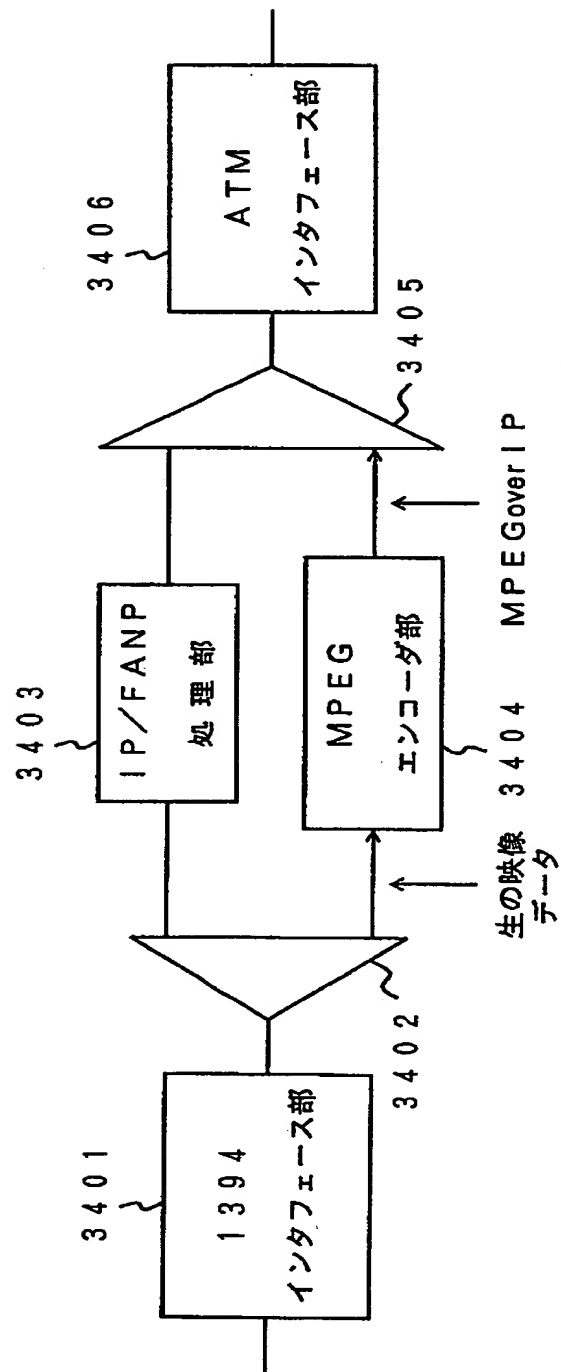 3401
1394
インタフェース部
3402
3403
IP/FANP
処理部
生の映像
データ
3404
MPEG
エンコーダ部
MPEGoverIP
3405
3406
ATM
インタフェース部